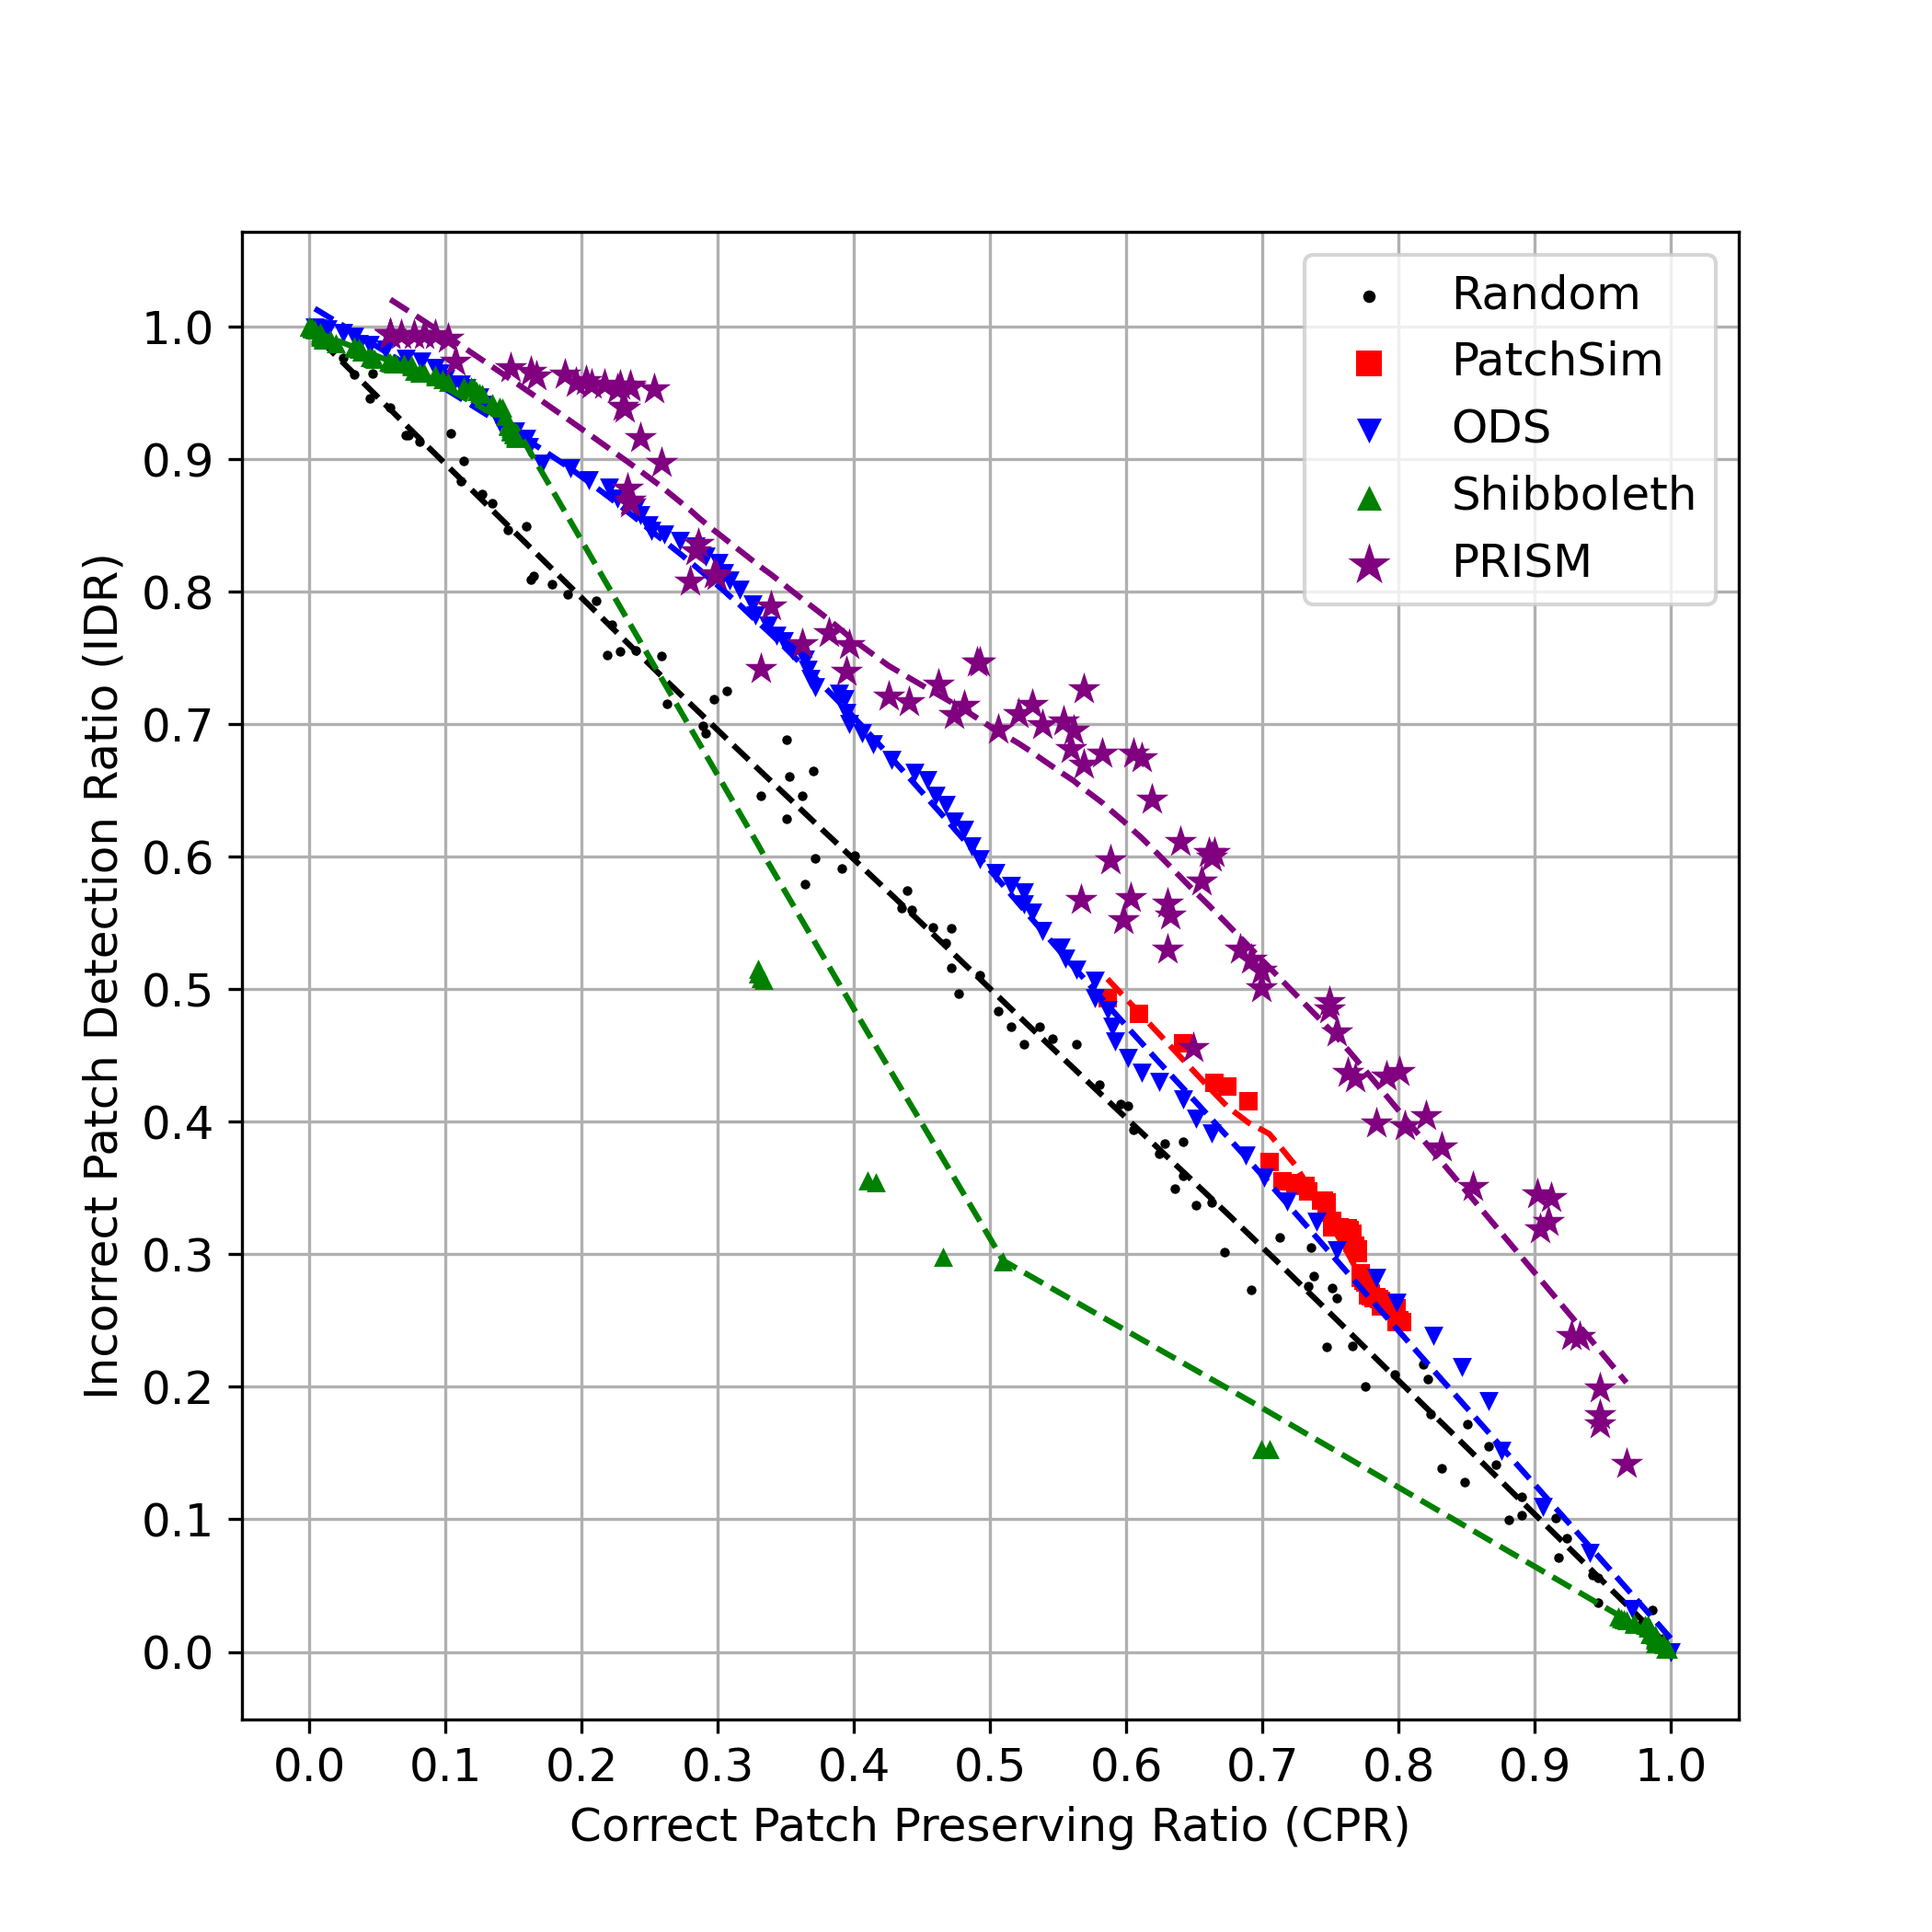 Random
PatchSim
ODS
Shibboleth
PRISM
1.0
0.9
0.8
0.7
0.6
0.5
0.4
0.3
0.2
0.1
0.0
Incorrect Patch Detection Ratio (IDR)
0.0 0.1 0.2 0.3 0.4 0.5 0.6 0.7 0.8 0.9 1.0
Correct Patch Preserving Ratio (CPR)